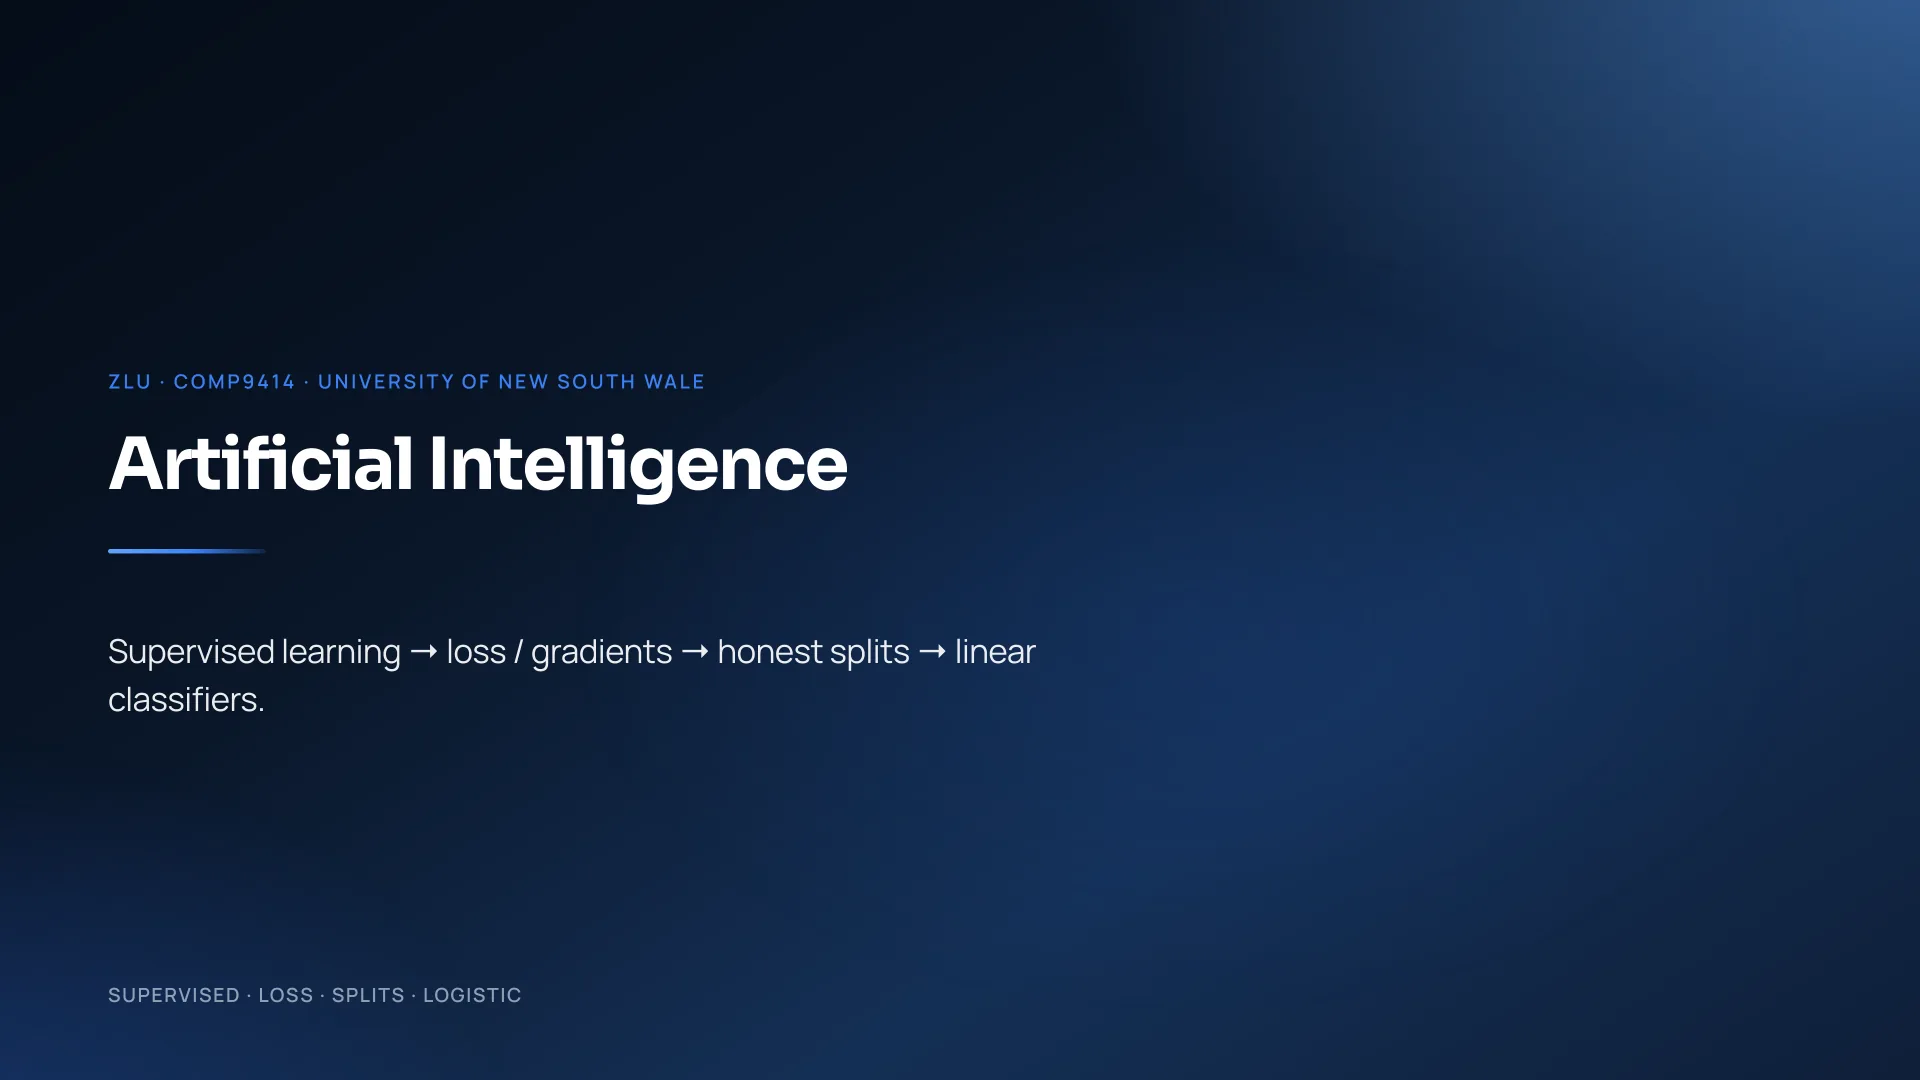 ZLU · COMP9414 · UNIVERSITY OF NEW SOUTH WALE
Artificial Intelligence
Supervised learning → loss / gradients → honest splits → linear
classifiers.
SUPERVISED · LOSS · SPLITS · LOGISTIC